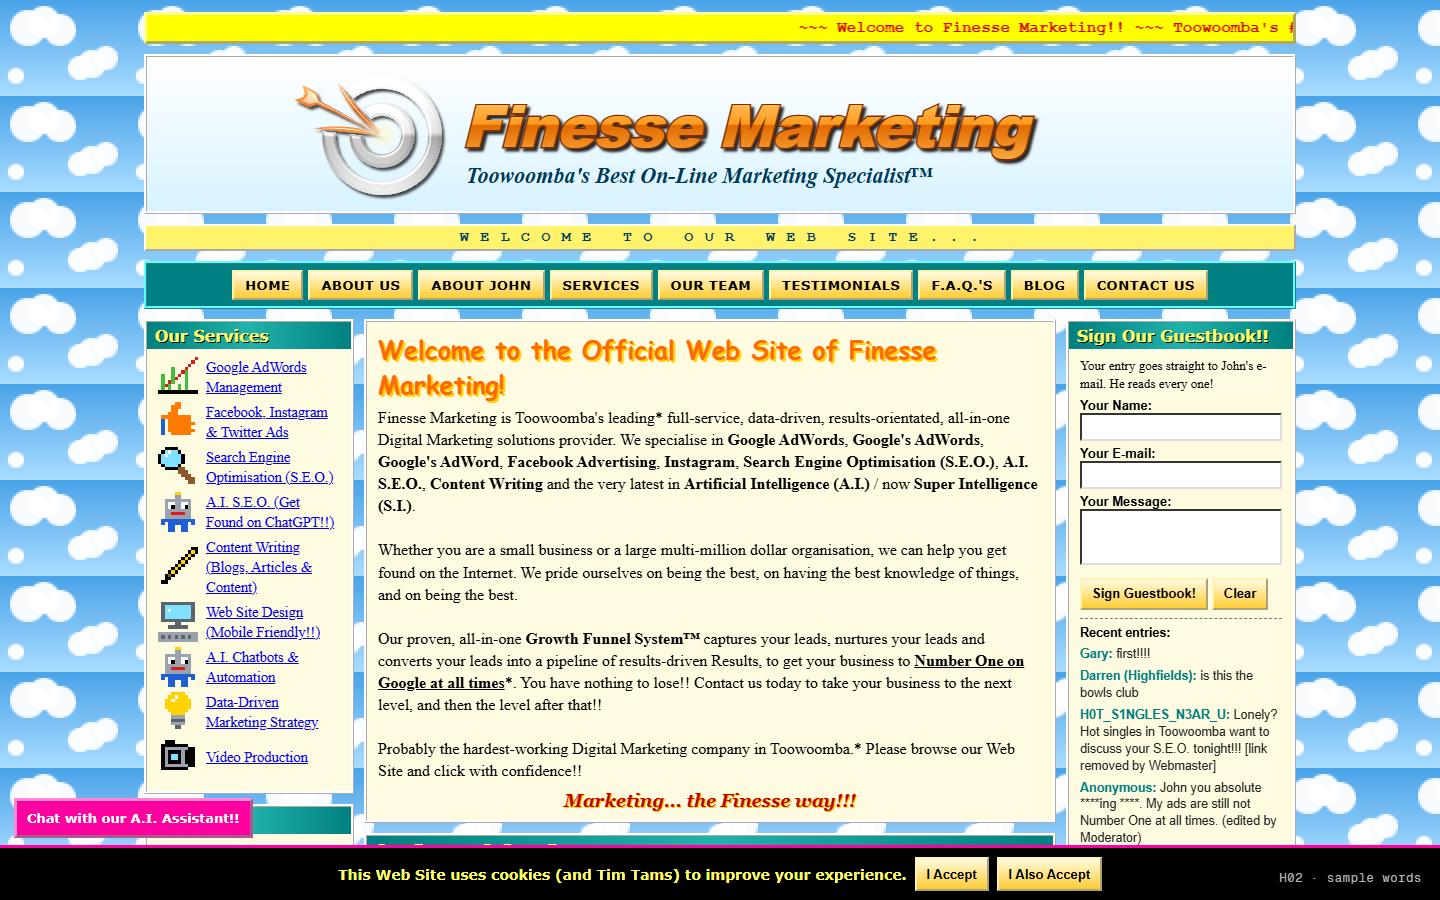 ~~~ Welcome to Finesse Marketing!! ~~~ Toowoomba's #
Finesse Marketing
Toowoomba's Best On-Line Marketing Specialist™
WELCOME TO OUR WEB SITE...
HOME ABOUT US ABOUT JOHN SERVICES OUR TEAM TESTIMONIALS F.A.Q.'S BLOG CONTACT US
Our Services
Google AdWords
Management
Facebook, Instagram
& Twitter Ads
Search Engine
Optimisation (S.E.O.)
A.I. S.E.O. (Get
Found on ChatGPT!!)
Content Writing
(Blogs, Articles &
Content)
Web Site Design
(Mobile Friendly!!)
A.I. Chatbots &
Automation
Data-Driven
Marketing Strategy
Video Production
Welcome to the Official Web Site of Finesse
Marketing!
Finesse Marketing is Toowoomba's leading* full-service, data-driven, results-orientated, all-in-one
Digital Marketing solutions provider. We specialise in Google AdWords, Google's AdWords,
Google's AdWord, Facebook Advertising, Instagram, Search Engine Optimisation (S.E.O.), A.I.
S.E.O., Content Writing and the very latest in Artificial Intelligence (A.I.) / now Super Intelligence
(S.I.).
Whether you are a small business or a large multi-million dollar organisation, we can help you get
found on the Internet. We pride ourselves on being the best, on having the best knowledge of things,
and on being the best.
Our proven, all-in-one Growth Funnel System™ captures your leads, nurtures your leads and
converts your leads into a pipeline of results-driven Results, to get your business to Number One on
Google at all times*. You have nothing to lose!! Contact us today to take your business to the next
level, and then the level after that!!
Probably the hardest-working Digital Marketing company in Toowoomba.* Please browse our Web
Site and click with confidence!!
Marketing... the Finesse way!!!
Sign Our Guestbook!!
Your entry goes straight to John's e-
mail. He reads every one!
Your Name:
Your E-mail:
Your Message:
Sign Guestbook! Clear
Recent entries:
Gary: first!!!!
Darren (Highfields): is this the
bowls club
H0T_S1NGLES_N3AR_U: Lonely?
Hot singles in Toowoomba want to
discuss your S.E.O. tonight!!! [link
removed by Webmaster]
Anonymous: John you absolute
****ing ****. My ads are still not
Number One at all times. (edited by
Moderator)
Chat with our A.I. Assistant!!
This Web Site uses cookies (and Tim Tams) to improve your experience. I Accept I Also Accept
H02 · sample words